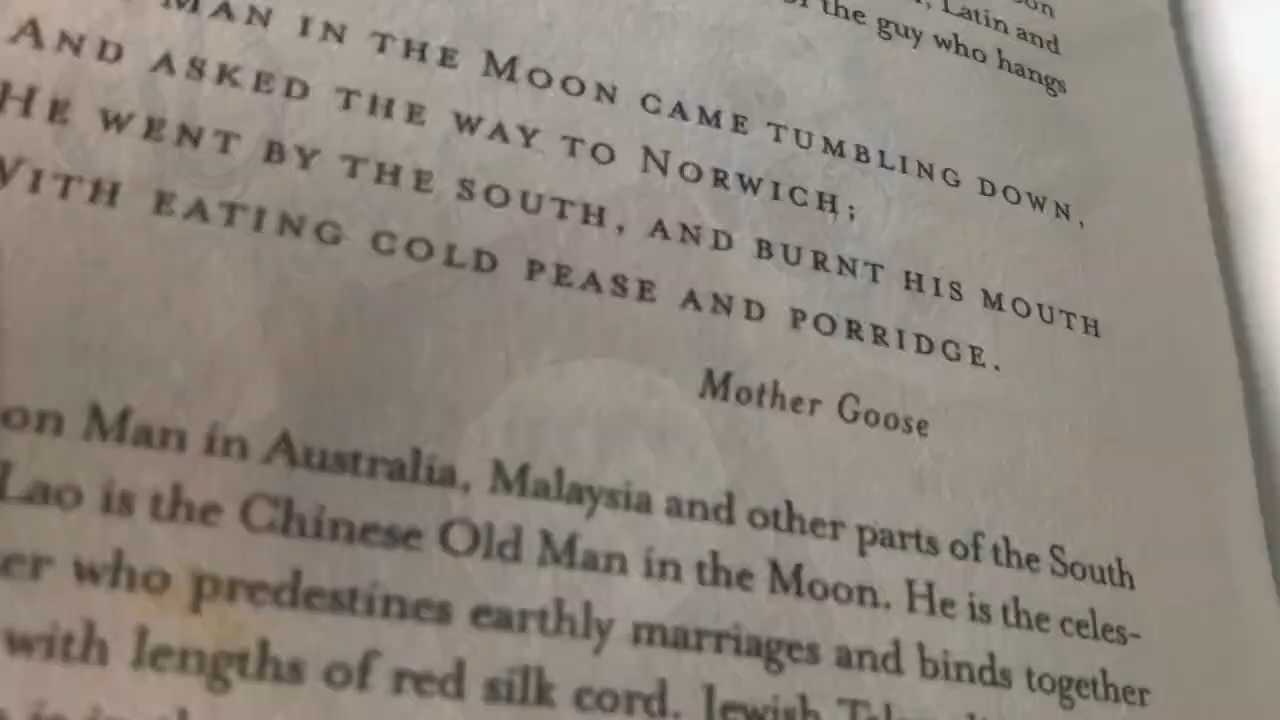 Latin and
the guy who hangs
MAN IN THE MOON CAME TUMBLING DOWN,
AND ASKED THE WAY TO NORWICH;
HE WENT BY THE SOUTH, AND BURNT HIS MOUTH
WITH EATING COLD PEASE AND PORRIDGE.
Mother Goose
on Man in Australia, Malaysia and other parts of the South
Lao is the Chinese Old Man in the Moon. He is the celes-
er who predestines earthly marriages and binds together
with lengths of red silk cord. Jewish